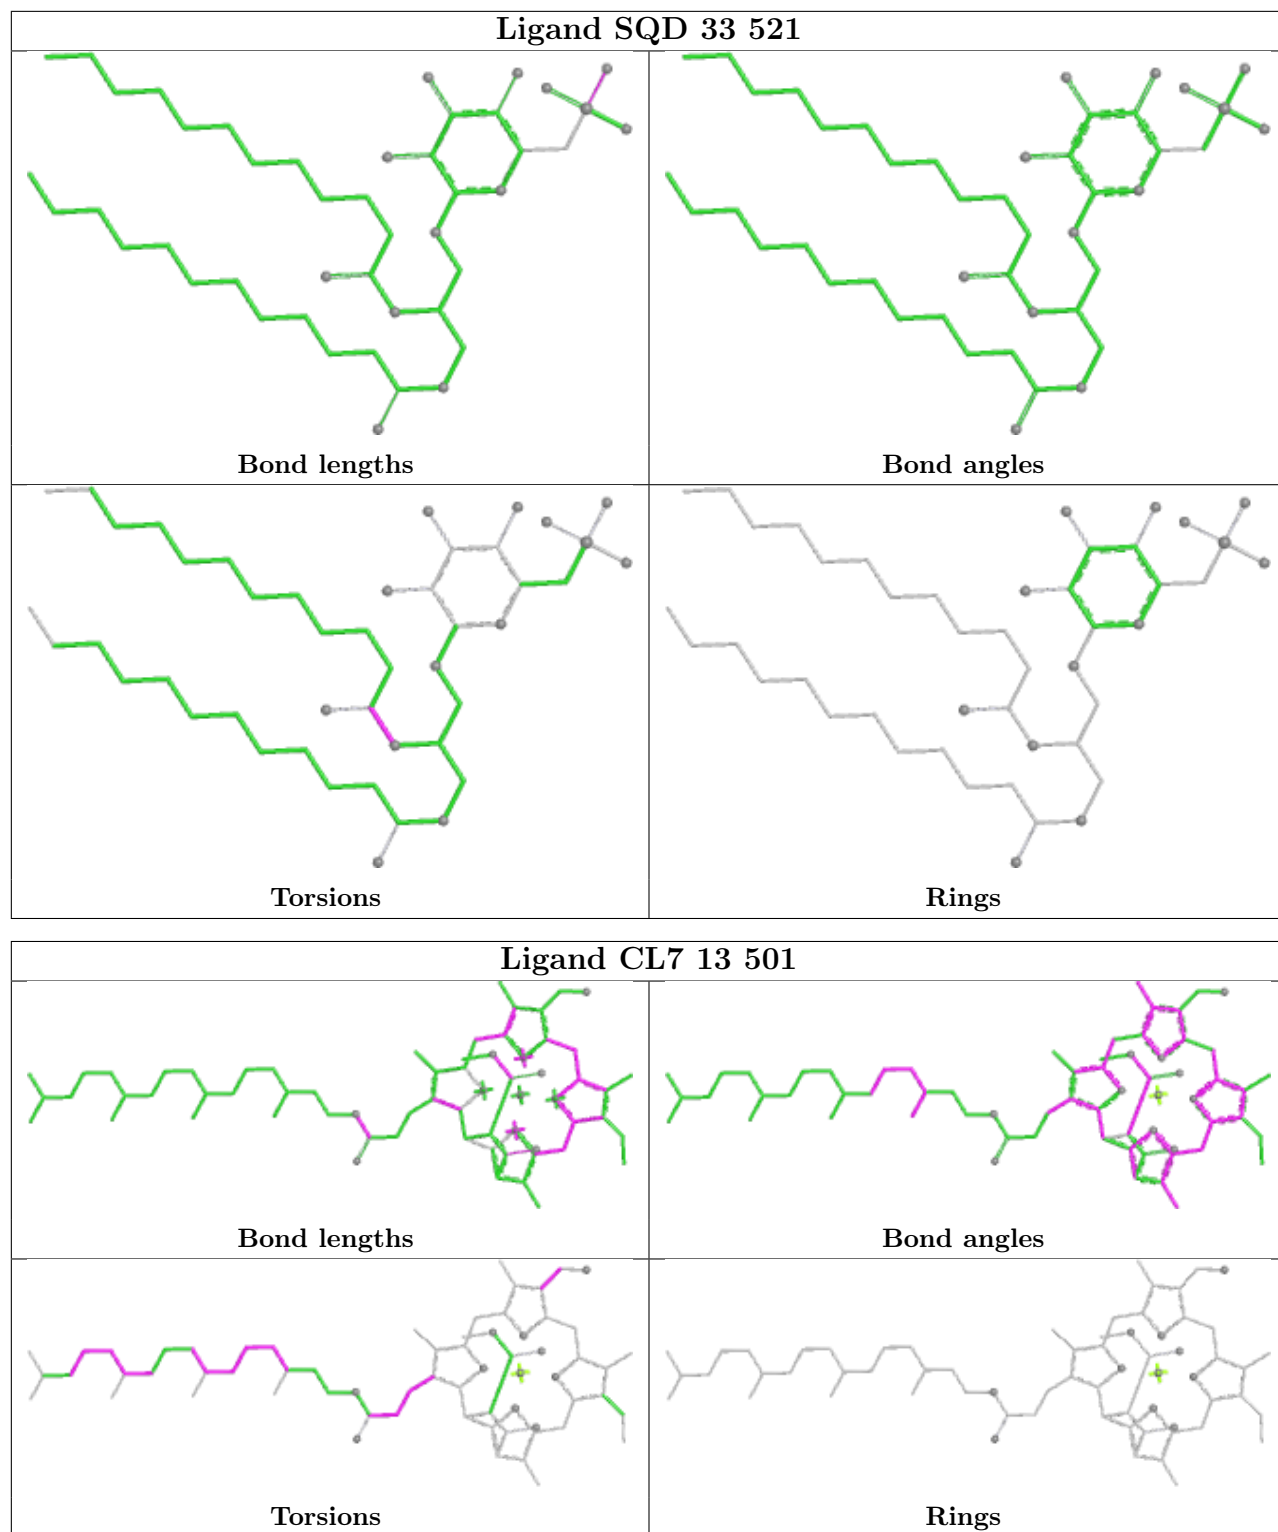 Ligand SQD 33 521
Bond lengths
Bond angles
Torsions
Rings
Ligand CL7 13 501
Bond lengths
Bond angles
Torsions
Rings